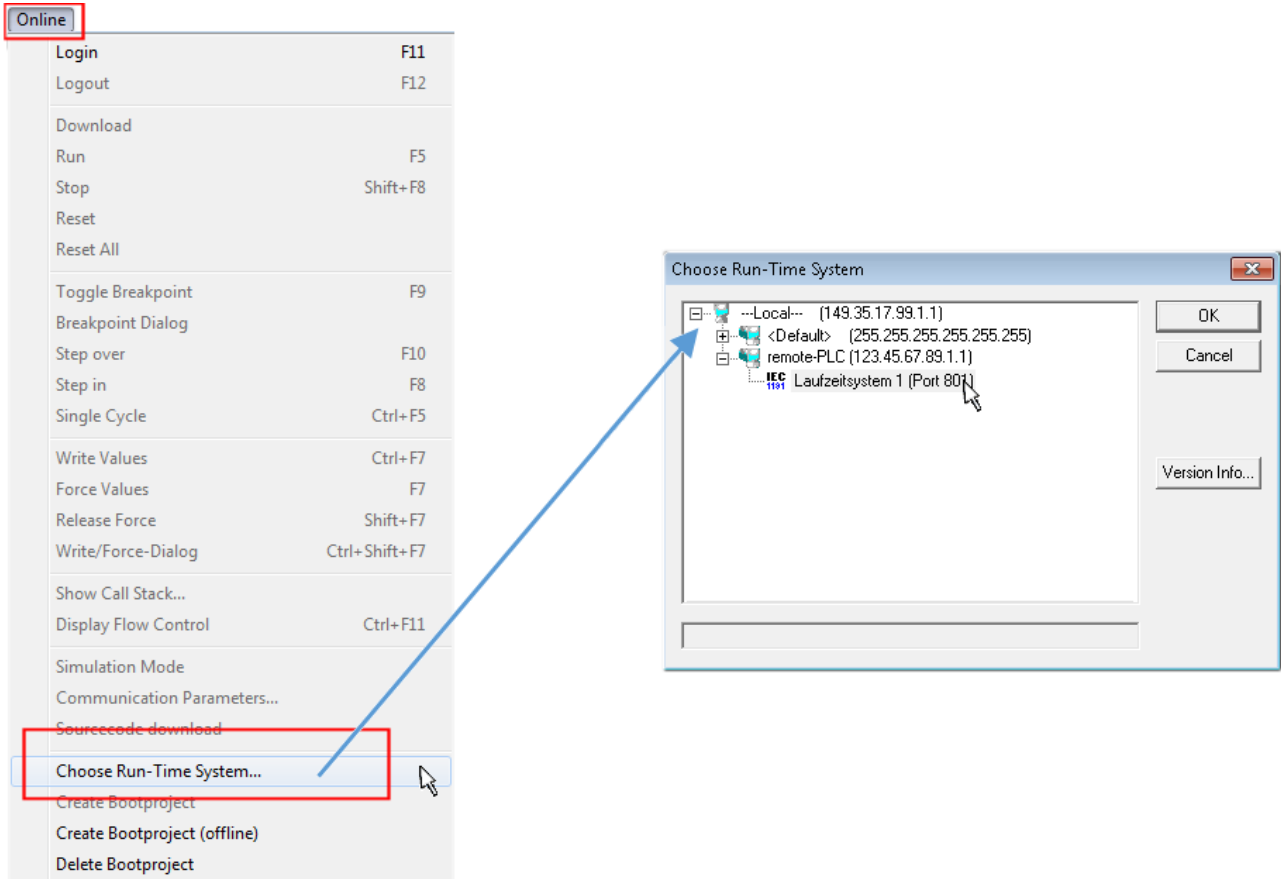 Online
Login F11
Logout F12
Download
Run F5
Stop Shift+F8
Reset
Reset All
Toggle Breakpoint F9
Breakpoint Dialog
Step over F10
Step in F8
Single Cycle Ctrl+F5
Write Values Ctrl+F7
Force Values F7
Release Force Shift+F7
Write/Force-Dialog Ctrl+Shift+F7
Show Call Stack...
Display Flow Control Ctrl+F11
Simulation Mode
Communication Parameters...
Sourcecode download
Choose Run-Time System...
Create Bootproject
Create Bootproject (offline)
Delete Bootproject
Choose Run-Time System
---Local--- (149.35.17.99.1.1)
<Default> (255.255.255.255.255.255)
remote-PLC (123.45.67.89.1.1)
IEC
1131
Laufzeitsystem 1 (Port 801)
OK
Cancel
Version Info...